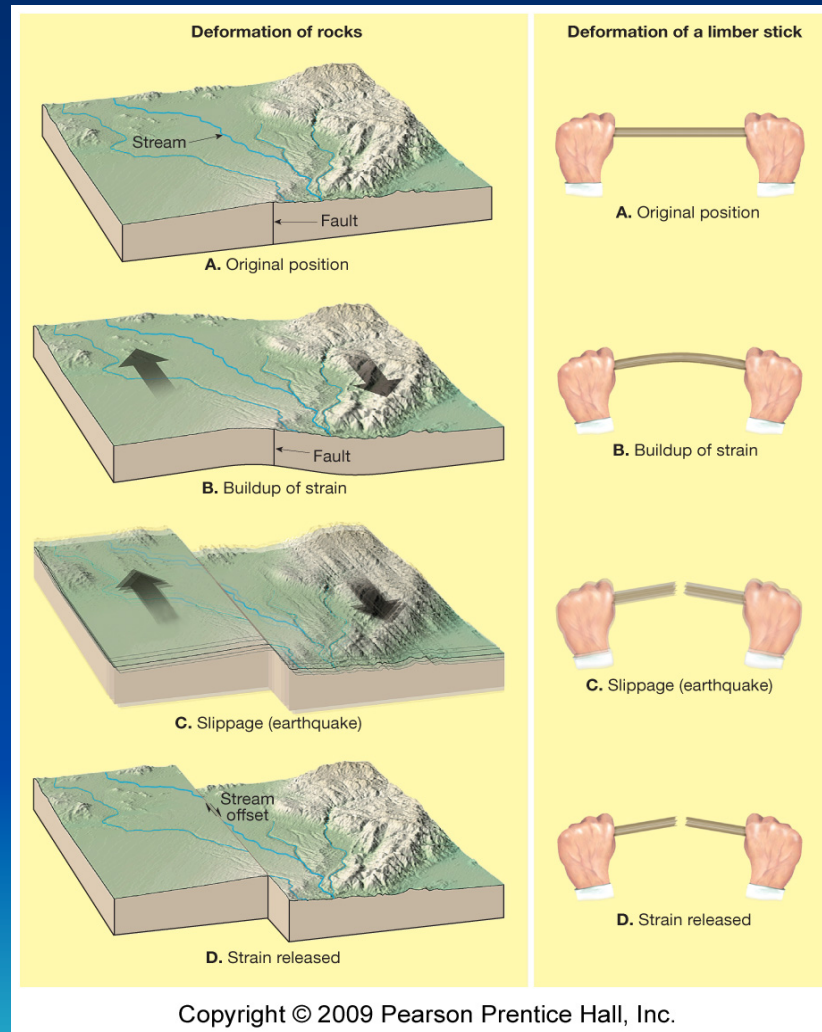 Deformation of rocks
Stream
Fault
A. Original position
Fault
B. Buildup of strain
C. Slippage (earthquake)
Stream
offset
D. Strain released
Deformation of a limber stick
A. Original position
B. Buildup of strain
C. Slippage (earthquake)
D. Strain released
Copyright © 2009 Pearson Prentice Hall, Inc.